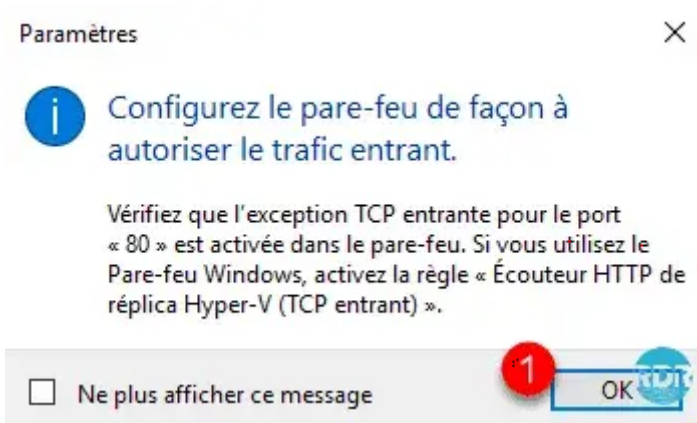 Paramètres
Configurez le pare-feu de façon à
autoriser le trafic entrant.
Vérifiez que l'exception TCP entrante pour le port
« 80 » est activée dans le pare-feu. Si vous utilisez le
Pare-feu Windows, activez la règle « Écouteur HTTP de
réplica Hyper-V (TCP entrant) ».
Ne plus afficher ce message
1
OK
RDR